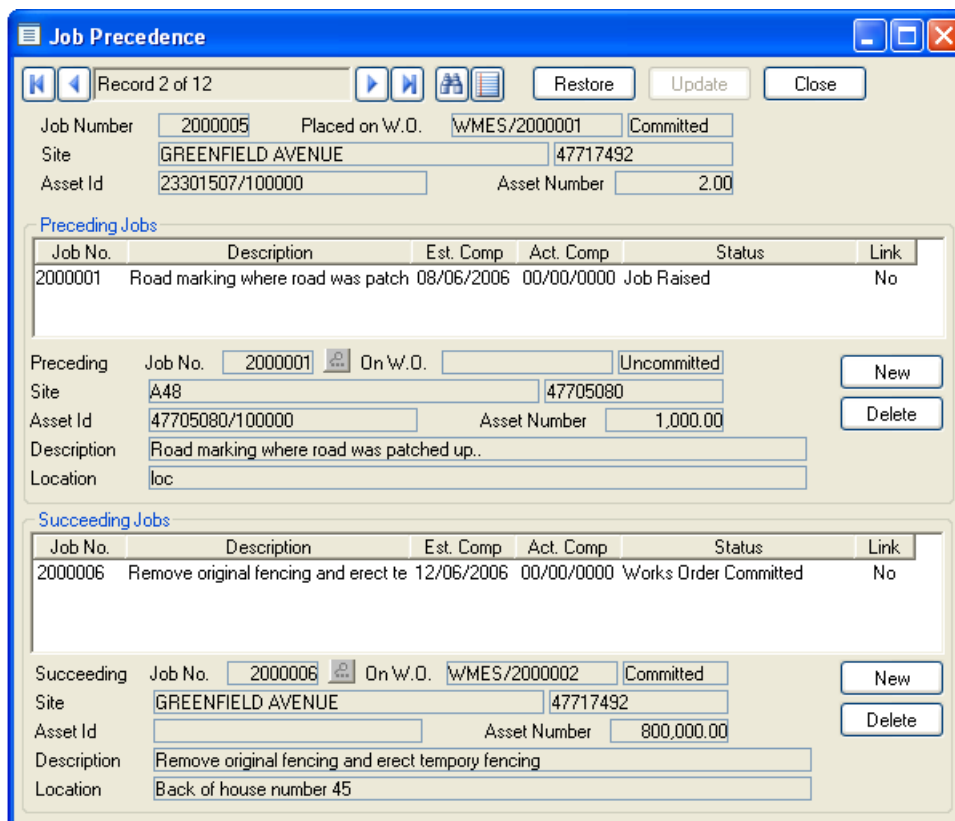 Job Precedence
Record 2 of 12 Restore Update Close
Job Number 2000005 Placed on W.O. WMES/2000001 Committed
Site GREENFIELD AVENUE 47717492
Asset Id 23301507/100000 Asset Number 2.00
Preceding Jobs
Job No. Description Est. Comp Act. Comp Status Link
2000001 Road marking where road was patch 08/06/2006 00/00/0000 Job Raised No
Preceding Job No. 2000001 On W.O. Uncommitted New
Site A48 47705080
Asset Id 47705080/100000 Asset Number 1,000.00 Delete
Description Road marking where road was patched up..
Location loc
Succeeding Jobs
Job No. Description Est. Comp Act. Comp Status Link
2000006 Remove original fencing and erect te 12/06/2006 00/00/0000 Works Order Committed No
Succeeding Job No. 2000006 On W.O. WMES/2000002 Committed New
Site GREENFIELD AVENUE 47717492
Asset Id Asset Number 800,000.00 Delete
Description Remove original fencing and erect tempory fencing
Location Back of house number 45